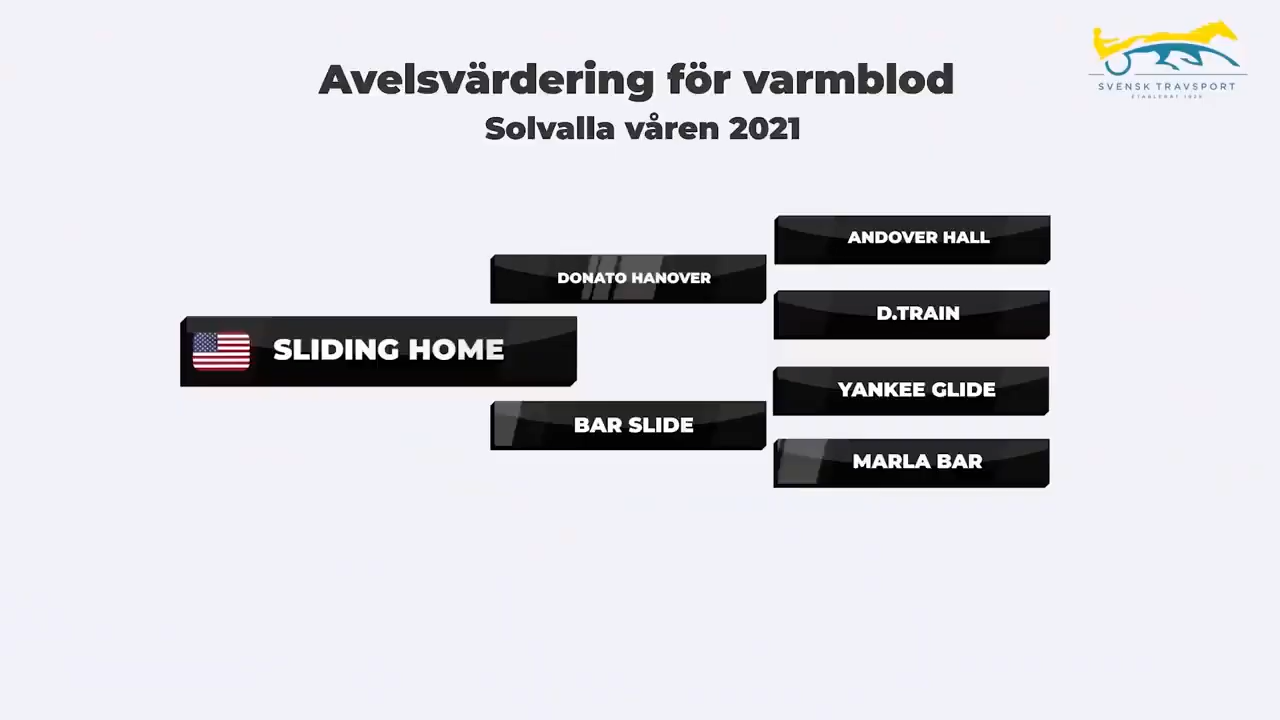 Avelsvärdering för varmblod
Solvalla våren 2021
SVENSK TRAVSPORT
ANDOVER HALL
DONATO HANOVER
D.TRAIN
SLIDING HOME
YANKEE GLIDE
BAR SLIDE
MARLA BAR